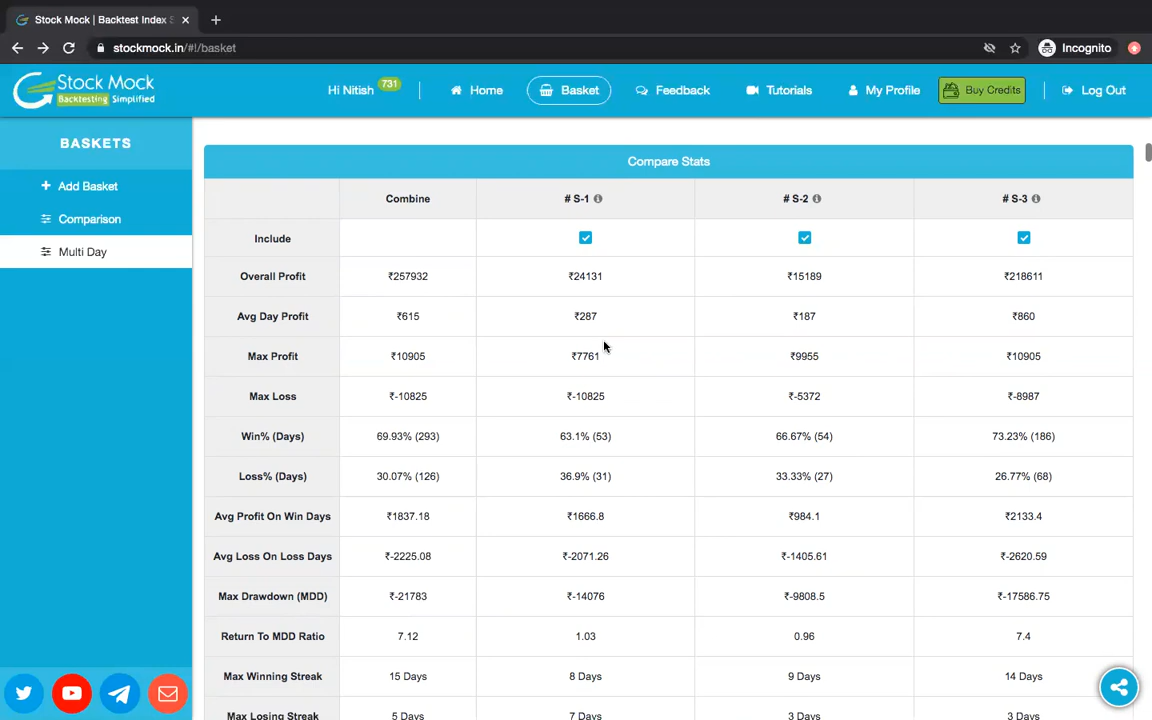 Stock Mock | Backtest Index S
stockmock.in/#!/basket
Incognito
Stock Mock
Backtesting Simplified
Hi Nitish 731
Home
Basket
Feedback
Tutorials
My Profile
Buy Credits
Log Out
BASKETS
Add Basket
Comparison
Multi Day
Compare Stats
Combine # S-1 # S-2 # S-3
Include
Overall Profit ₹257932 ₹24131 ₹15189 ₹218611
Avg Day Profit ₹615 ₹287 ₹187 ₹860
Max Profit ₹10905 ₹7761 ₹9955 ₹10905
Max Loss ₹-10825 ₹-10825 ₹-5372 ₹-8987
Win% (Days) 69.93% (293) 63.1% (53) 66.67% (54) 73.23% (186)
Loss% (Days) 30.07% (126) 36.9% (31) 33.33% (27) 26.77% (68)
Avg Profit On Win Days ₹1837.18 ₹1666.8 ₹984.1 ₹2133.4
Avg Loss On Loss Days ₹-2225.08 ₹-2071.26 ₹-1405.61 ₹-2620.59
Max Drawdown (MDD) ₹-21783 ₹-14076 ₹-9808.5 ₹-17586.75
Return To MDD Ratio 7.12 1.03 0.96 7.4
Max Winning Streak 15 Days 8 Days 9 Days 14 Days
Max Losing Streak 5 Days 7 Days 3 Days 3 Days